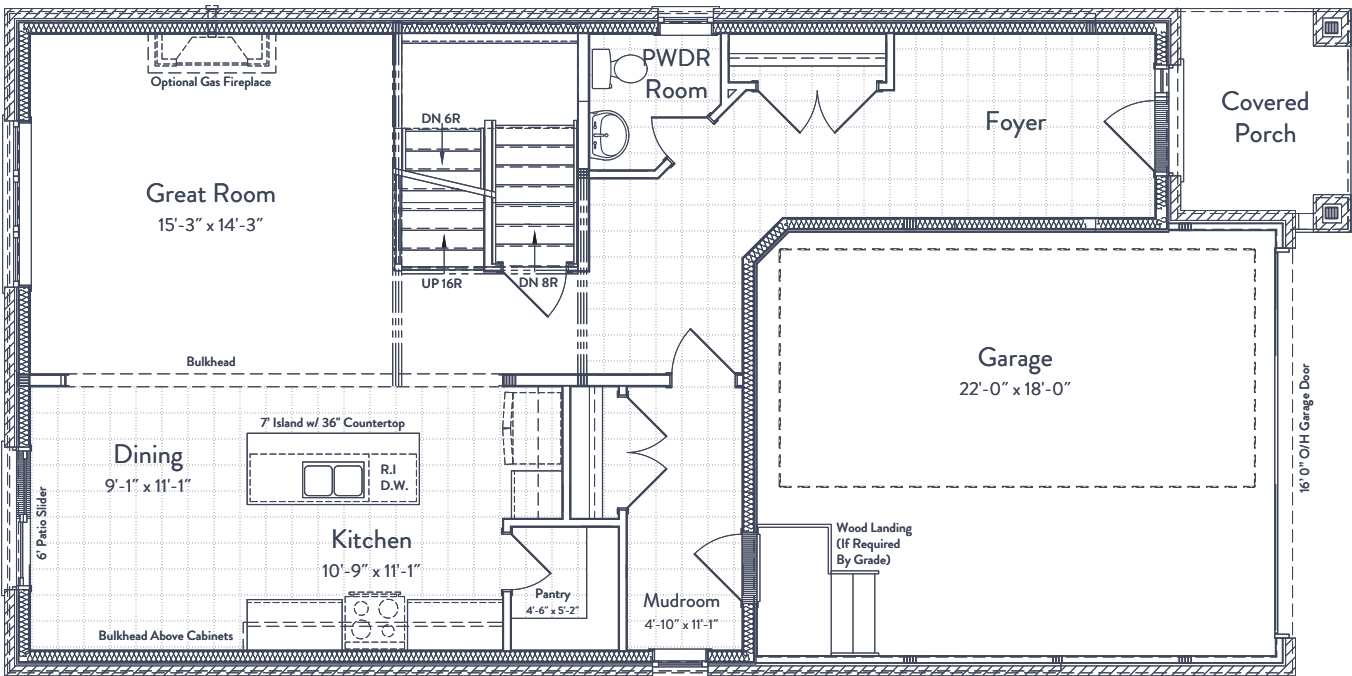 Optional Gas Fireplace
Great Room
15'-3" x 14'-3"
DN 6R
UP 16R
DN 8R
PWDR
Room
Foyer
Covered
Porch
Garage
22'-0" x 18'-0"
16' 0" O/H Garage Door
Bulkhead
7' Island w/ 36" Countertop
R.I
D.W.
Dining
9'-1" x 11'-1"
6' Patio Slider
Kitchen
10'-9" x 11'-1"
Bulkhead Above Cabinets
Pantry
4'-6" x 5'-2"
Mudroom
4'-10" x 11'-1"
Wood Landing
(If Required
By Grade)